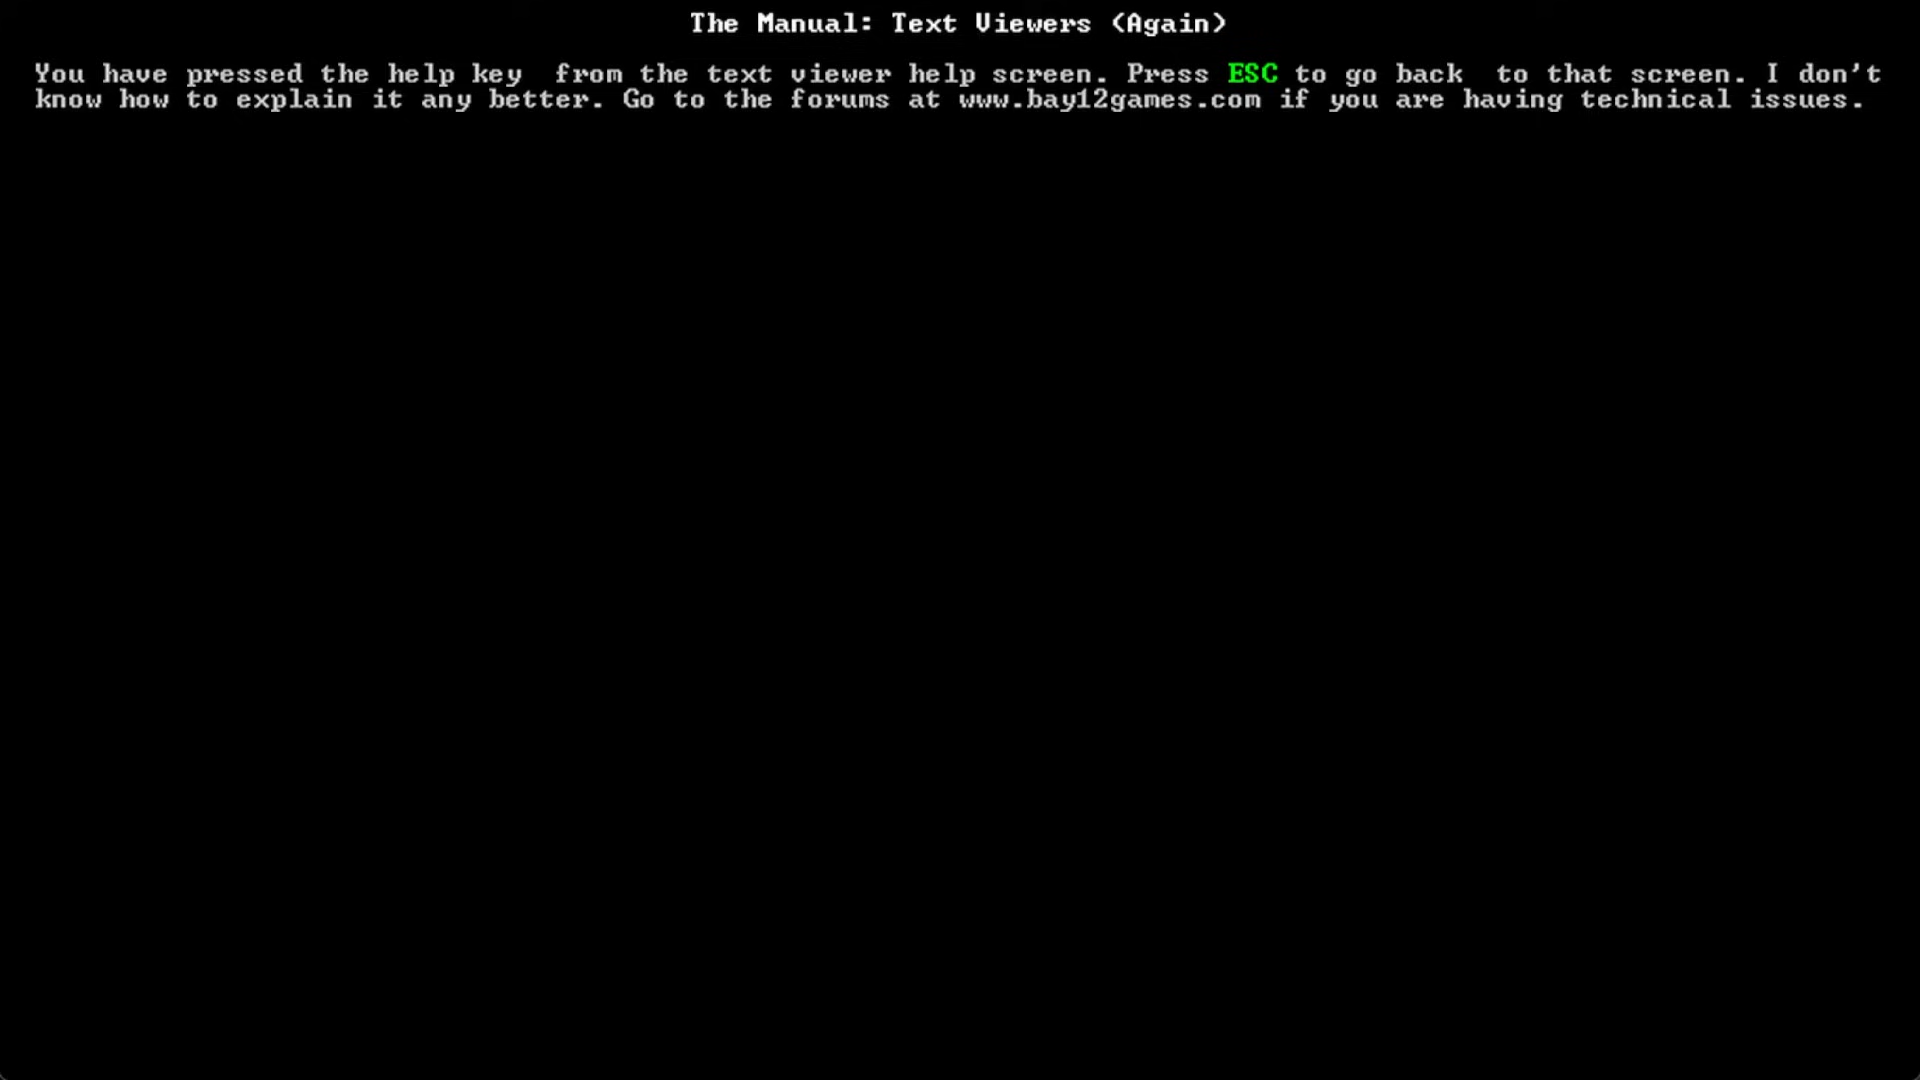 The Manual: Text Viewers (Again)
You have pressed the help key  from the text viewer help screen. Press ESC to go back  to that screen. I don't
know how to explain it any better. Go to the forums at www.bay12games.com if you are having technical issues.